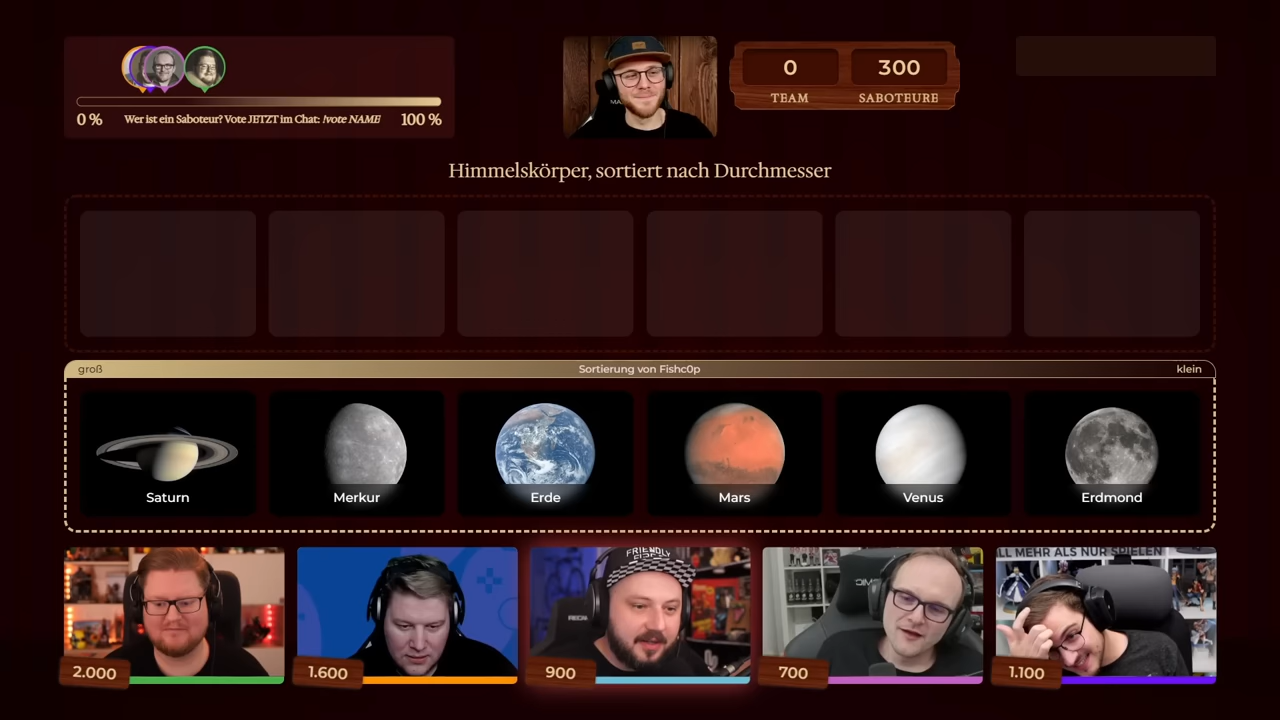 0 %
Wer ist ein Saboteur? Vote JETZT im Chat: !vote NAME
100 %
0
300
TEAM
SABOTEURE
Himmelskörper, sortiert nach Durchmesser
groß
Sortierung von Fishc0p
klein
Saturn
Merkur
Erde
Mars
Venus
Erdmond
FRIENDLY
FIRE
LL MEHR ALS NUR SPIELEN
2.000
1.600
900
700
1.100